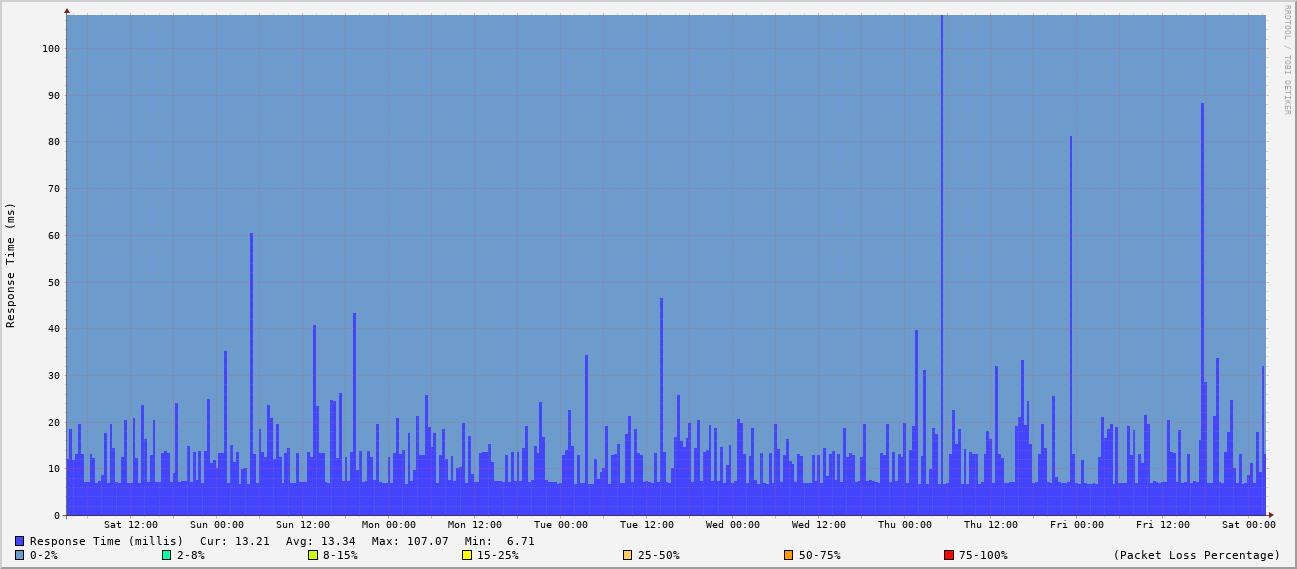 RRDTOOL / TOBI OETIKER
Response Time (ms)
100
90
80
70
60
50
40
30
20
10
0
Sat 12:00 Sun 00:00 Sun 12:00 Mon 00:00 Mon 12:00 Tue 00:00 Tue 12:00 Wed 00:00 Wed 12:00 Thu 00:00 Thu 12:00 Fri 00:00 Fri 12:00 Sat 00:00
Response Time (millis) Cur: 13.21 Avg: 13.34 Max: 107.07 Min: 6.71
0-2% 2-8% 8-15% 15-25% 25-50% 50-75% 75-100% (Packet Loss Percentage)